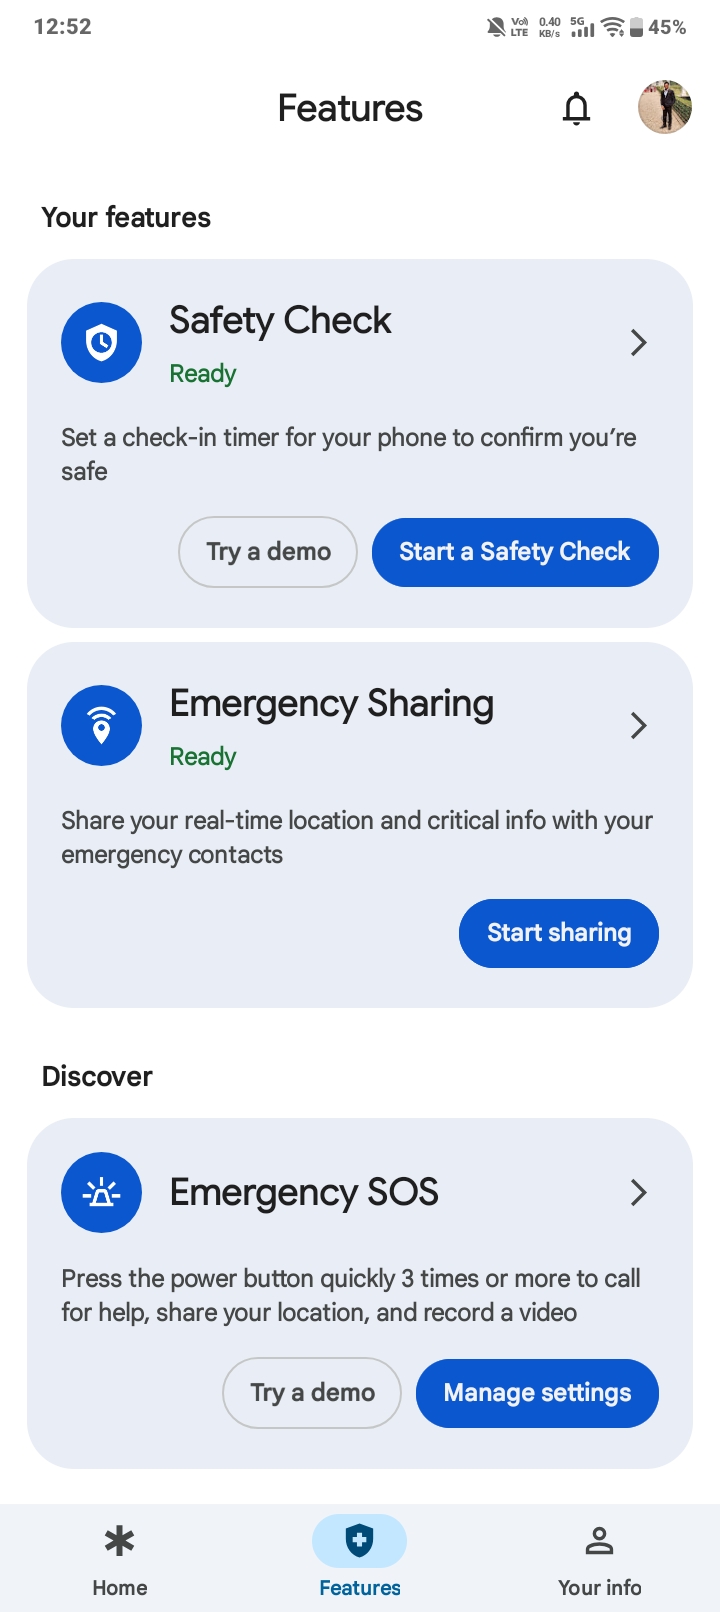 12:52
Vo) LTE
0.40 KB/s
5G
45%
Features
Your features
Safety Check
Ready
Set a check-in timer for your phone to confirm you’re
safe
Try a demo
Start a Safety Check
Emergency Sharing
Ready
Share your real-time location and critical info with your
emergency contacts
Start sharing
Discover
Emergency SOS
Press the power button quickly 3 times or more to call
for help, share your location, and record a video
Try a demo
Manage settings
Home
Features
Your info